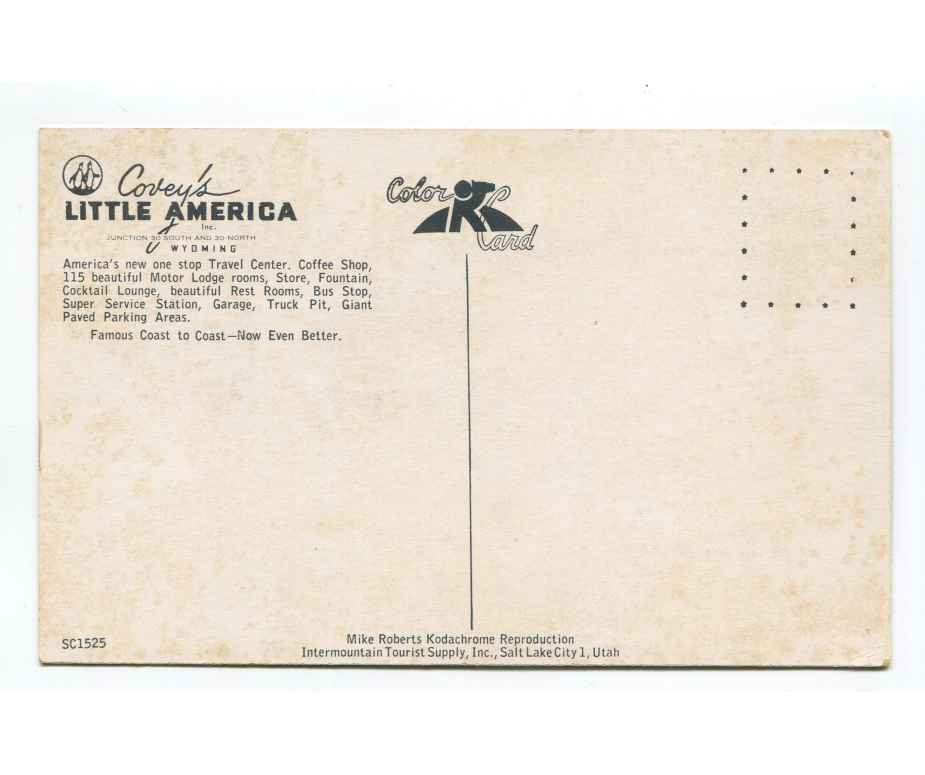 Covey's
LITTLE AMERICA
Inc.
JUNCTION 30 SOUTH AND 30 NORTH
WYOMING
America's new one stop Travel Center. Coffee Shop,
115 beautiful Motor Lodge rooms, Store, Fountain,
Cocktail Lounge, beautiful Rest Rooms, Bus Stop,
Super Service Station, Garage, Truck Pit, Giant
Paved Parking Areas.
Famous Coast to Coast—Now Even Better.
Color
Card
SC1525
Mike Roberts Kodachrome Reproduction
Intermountain Tourist Supply, Inc., Salt Lake City 1, Utah